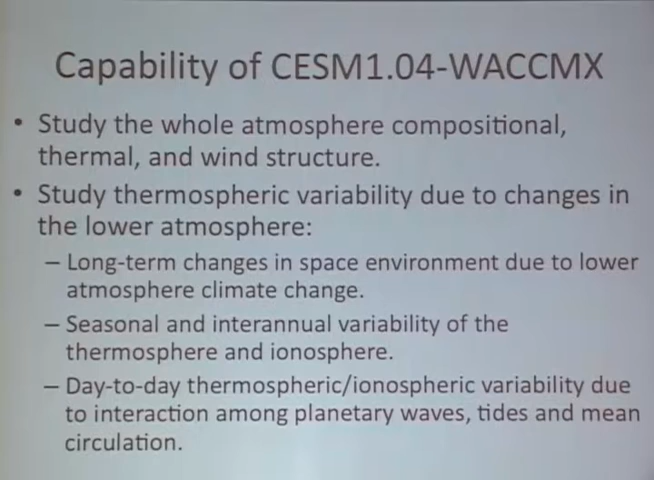 Capability of CESM1.04-WACCMX
• Study the whole atmosphere compositional,
thermal, and wind structure.
• Study thermospheric variability due to changes in
the lower atmosphere:
– Long-term changes in space environment due to lower
atmosphere climate change.
– Seasonal and interannual variability of the
thermosphere and ionosphere.
– Day-to-day thermospheric/ionospheric variability due
to interaction among planetary waves, tides and mean
circulation.